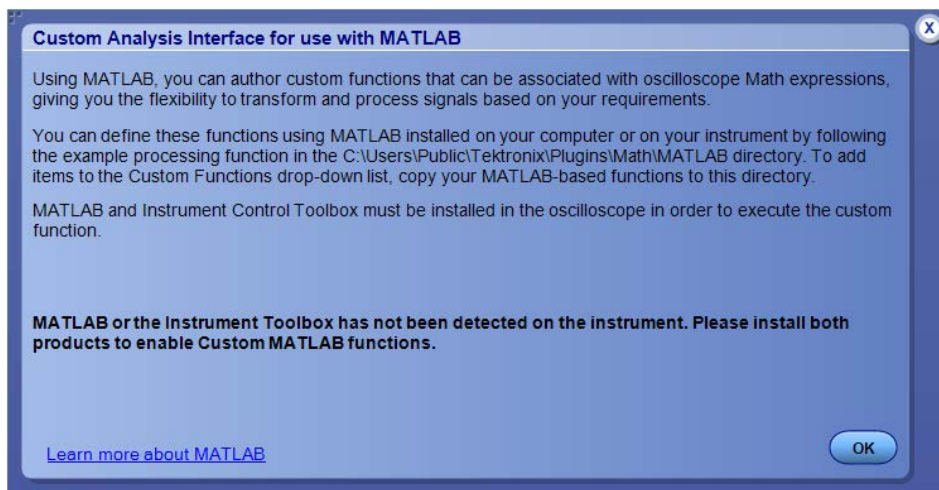 Custom Analysis Interface for use with MATLAB
X
Using MATLAB, you can author custom functions that can be associated with oscilloscope Math expressions,
giving you the flexibility to transform and process signals based on your requirements.
You can define these functions using MATLAB installed on your computer or on your instrument by following
the example processing function in the C:\Users\Public\Tektronix\Plugins\Math\MATLAB directory. To add
items to the Custom Functions drop-down list, copy your MATLAB-based functions to this directory.
MATLAB and Instrument Control Toolbox must be installed in the oscilloscope in order to execute the custom
function.
MATLAB or the Instrument Toolbox has not been detected on the instrument. Please install both
products to enable Custom MATLAB functions.
Learn more about MATLAB
OK